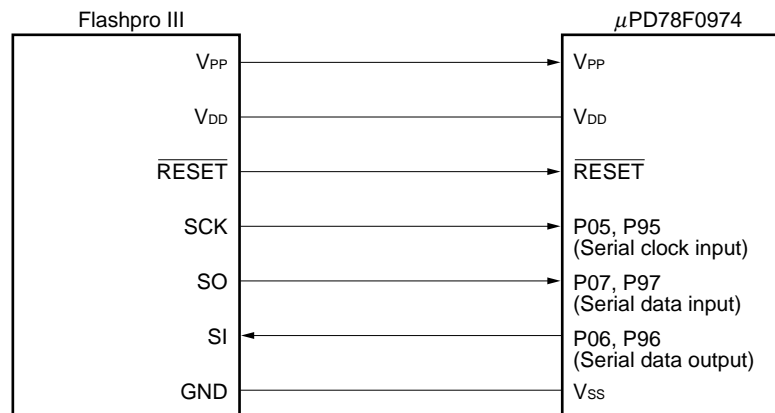 Flashpro III
μPD78F0974
VPP
VPP
VDD
VDD
RESET
RESET
SCK
P05, P95
(Serial clock input)
SO
P07, P97
(Serial data input)
SI
P06, P96
(Serial data output)
GND
VSS